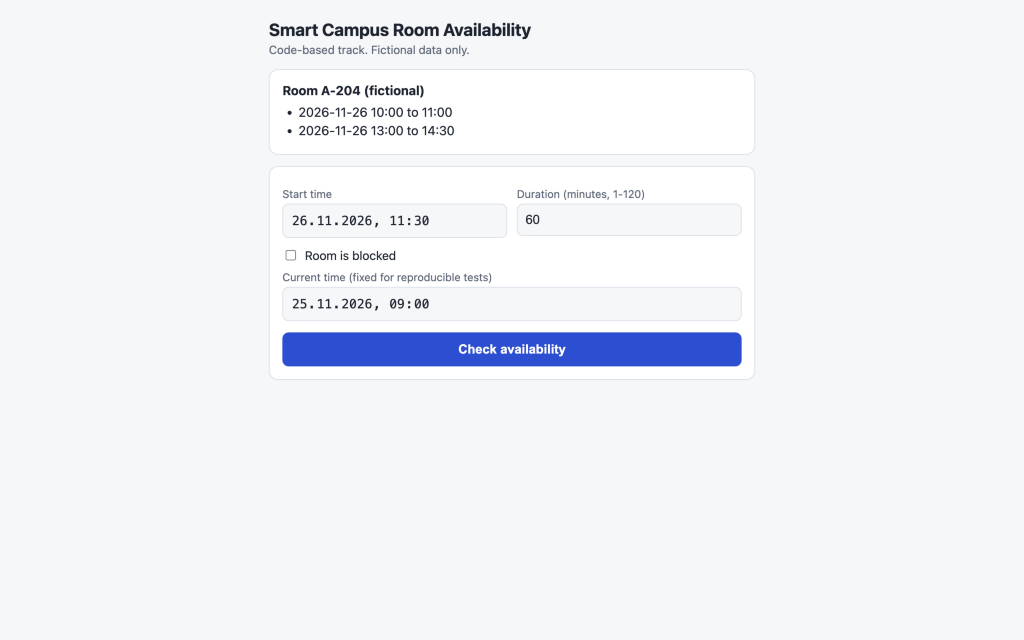 Smart Campus Room Availability
Code-based track. Fictional data only.
Room A-204 (fictional)
• 2026-11-26 10:00 to 11:00
• 2026-11-26 13:00 to 14:30
Start time
Duration (minutes, 1-120)
26.11.2026, 11:30
60
Room is blocked
Current time (fixed for reproducible tests)
25.11.2026, 09:00
Check availability